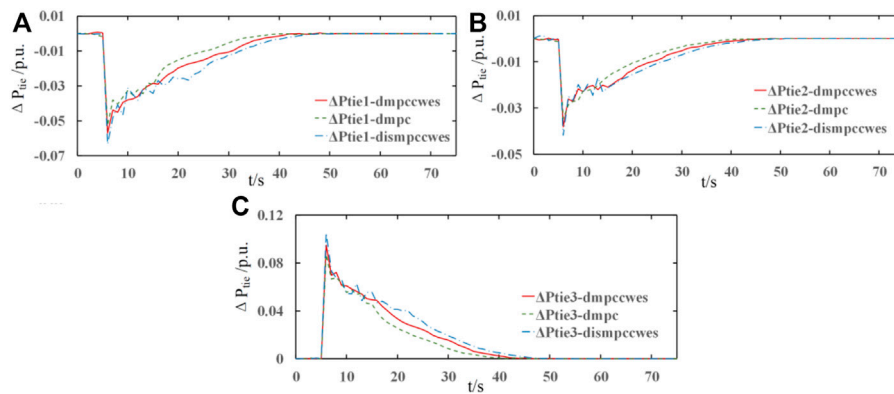 A
0.01
-0.01
-0.03
-0.05
-0.07
Δ Ptie /p.u.
ΔPtie1-dmpccwes
ΔPtie1-dmpc
ΔPtie1-dismpccwes
0 10 20 30 40 50 60 70
t/s
B
0.01
-0.01
-0.03
-0.05
Δ Ptie /p.u.
ΔPtie2-dmpccwes
ΔPtie2-dmpc
ΔPtie2-dismpccwes
0 10 20 30 40 50 60 70
t/s
C
0.12
0.08
0.04
0
Δ Ptie /p.u.
ΔPtie3-dmpccwes
ΔPtie3-dmpc
ΔPtie3-dismpccwes
0 10 20 30 40 50 60 70
t/s